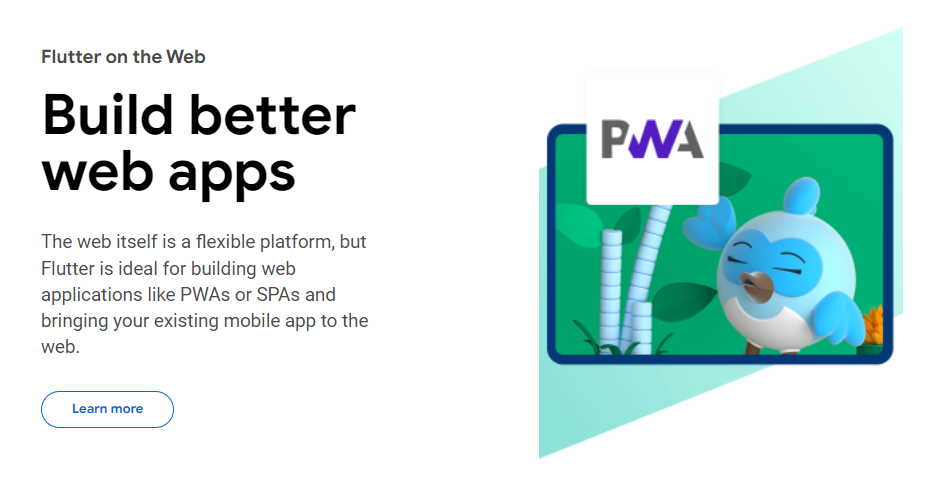 Flutter on the Web
Build better
web apps
The web itself is a flexible platform, but
Flutter is ideal for building web
applications like PWAs or SPAs and
bringing your existing mobile app to the
web.
Learn more
PWA